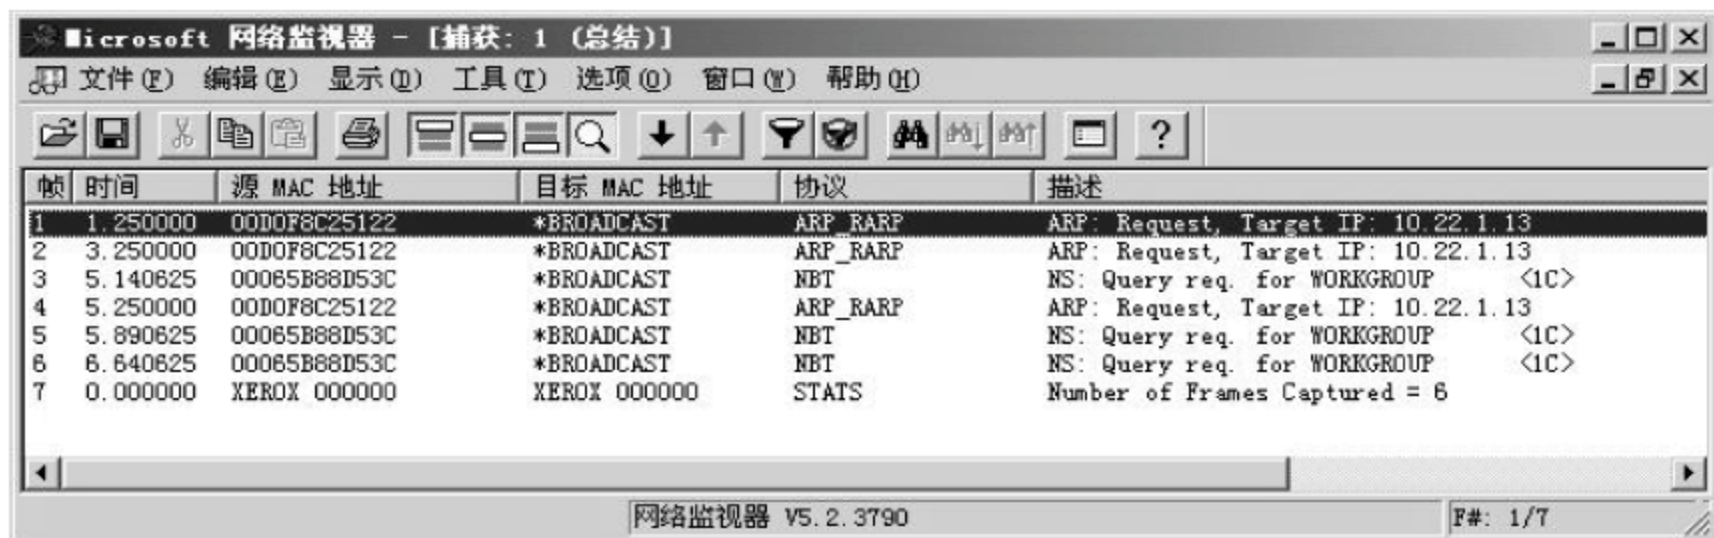 Microsoft 网络监视器 - [捕获: 1 (总结)]
文件(F) 编辑(E) 显示(D) 工具(T) 选项(O) 窗口(W) 帮助(H)
帧 时间 源 MAC 地址 目标 MAC 地址 协议 描述
1 1.250000 00D0F8C25122 *BROADCAST ARP_RARP ARP: Request, Target IP: 10.22.1.13
2 3.250000 00D0F8C25122 *BROADCAST ARP_RARP ARP: Request, Target IP: 10.22.1.13
3 5.140625 00065B88D53C *BROADCAST NBT NS: Query req. for WORKGROUP <1C>
4 5.250000 00D0F8C25122 *BROADCAST ARP_RARP ARP: Request, Target IP: 10.22.1.13
5 5.890625 00065B88D53C *BROADCAST NBT NS: Query req. for WORKGROUP <1C>
6 6.640625 00065B88D53C *BROADCAST NBT NS: Query req. for WORKGROUP <1C>
7 0.000000 XEROX 000000 XEROX 000000 STATS Number of Frames Captured = 6
网络监视器 V5.2.3790 F#: 1/7